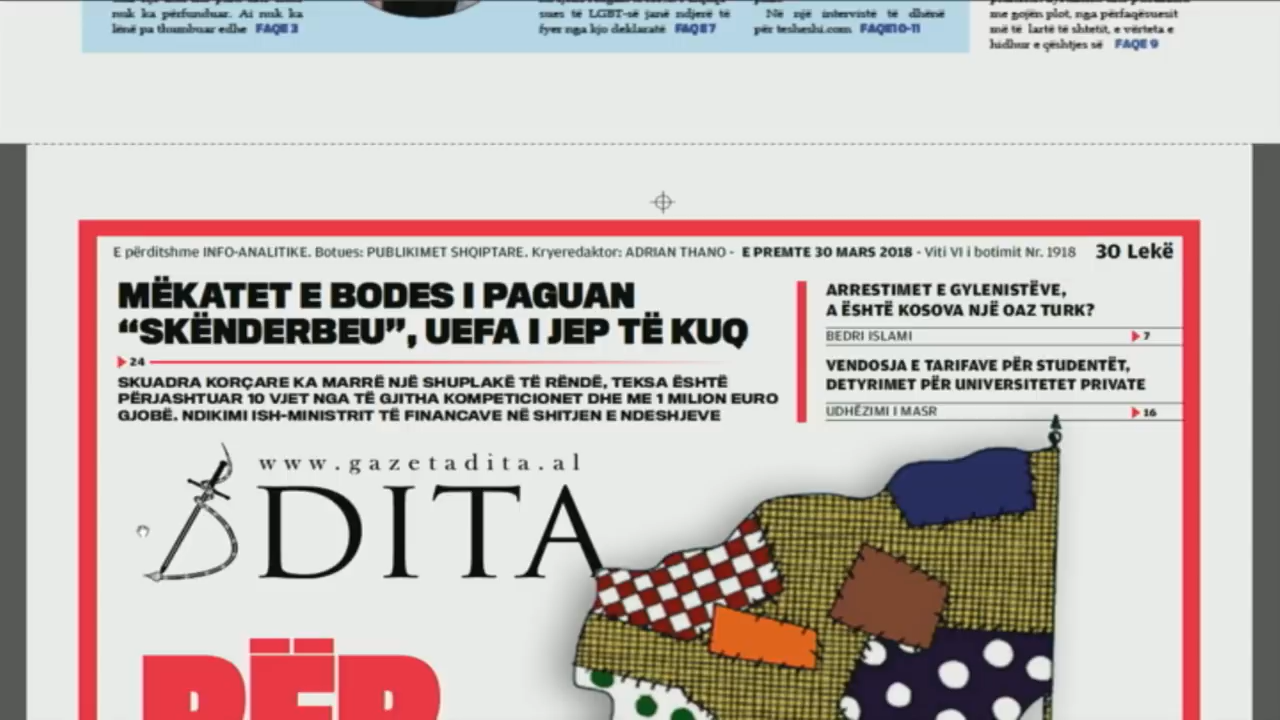 nuk ka përfunduar. Ai nuk ka
lënë pa thumbuar edhe FAQE 3
sues të LGBT-së janë ndjerë të
fyer nga kjo deklaratë FAQE 7
Në një intervistë të dhënë
për tesheshi.com FAQE 10-11
me gojën plot, nga përfaqësuesit
më të lartë të shtetit, e vërteta e
hidhur e çështjes së FAQE 9
E përditshme INFO-ANALITIKE. Botues: PUBLIKIMET SHQIPTARE. Kryeredaktor: ADRIAN THANO - E PREMTE 30 MARS 2018 - Viti VI i botimit Nr. 1918 30 Lekë
MËKATET E BODES I PAGUAN
“SKËNDERBEU”, UEFA I JEP TË KUQ
24
SKUADRA KORÇARE KA MARRË NJË SHUPLAKË TË RËNDË, TEKSA ËSHTË
PËRJASHTUAR 10 VJET NGA TË GJITHA KOMPETICIONET DHE ME 1 MILION EURO
GJOBË. NDIKIMI ISH-MINISTRIT TË FINANCAVE NË SHITJEN E NDESHJEVE
ARRESTIMET E GYLENISTËVE,
A ËSHTË KOSOVA NJË OAZ TURK?
BEDRI ISLAMI 7
VENDOSJA E TARIFAVE PËR STUDENTËT,
DETYRIMET PËR UNIVERSITETET PRIVATE
UDHËZIMI I MASR 16
www.gazetadita.al
DITA
PËR